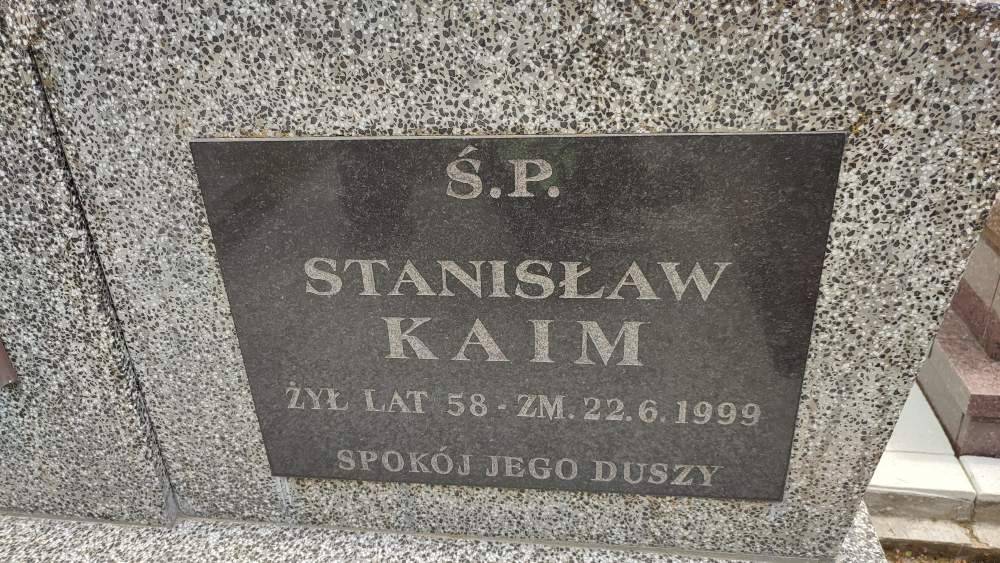 Ś.P.
STANISŁAW
KAIM
ŻYŁ LAT 58 - ZM. 22.6.1999
SPOKÓJ JEGO DUSZY